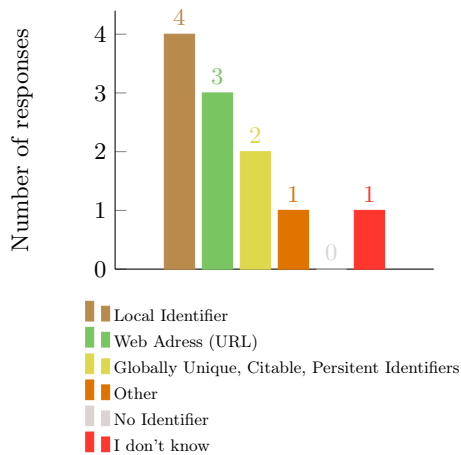 Number of responses
4
3
2
1
0
4
3
2
1
0
1
Local Identifier
Web Adress (URL)
Globally Unique, Citable, Persitent Identifiers
Other
No Identifier
I don't know